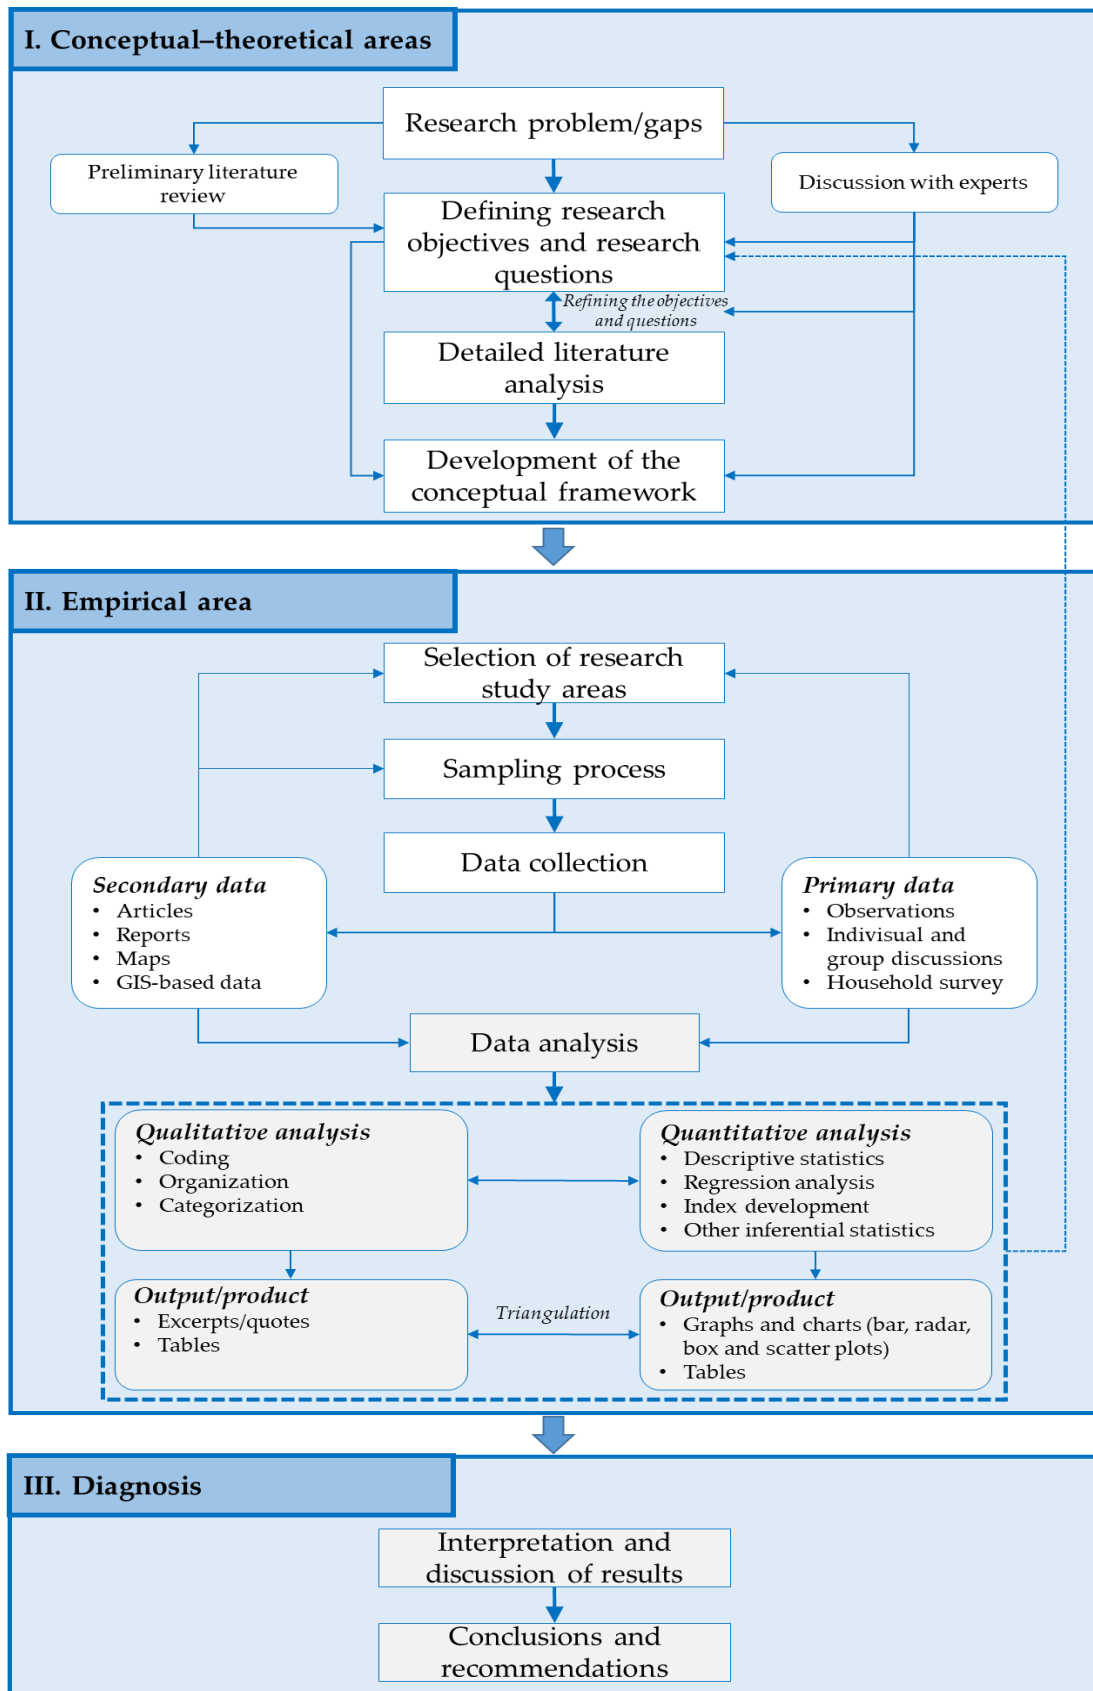 I. Conceptual–theoretical areas
Research problem/gaps
Preliminary literature
review
Discussion with experts
Defining research
objectives and research
questions
Refining the objectives
and questions
Detailed literature
analysis
Development of the
conceptual framework
II. Empirical area
Selection of research
study areas
Sampling process
Data collection
Secondary data
• Articles
• Reports
• Maps
• GIS-based data
Primary data
• Observations
• Indivisual and
group discussions
• Household survey
Data analysis
Qualitative analysis
• Coding
• Organization
• Categorization
Quantitative analysis
• Descriptive statistics
• Regression analysis
• Index development
• Other inferential statistics
Output/product
• Excerpts/quotes
• Tables
Triangulation
Output/product
• Graphs and charts (bar, radar,
box and scatter plots)
• Tables
III. Diagnosis
Interpretation and
discussion of results
Conclusions and
recommendations